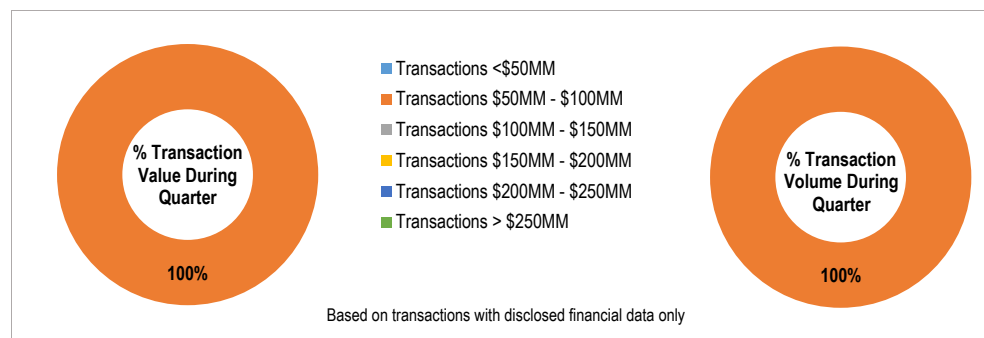 % Transaction
Value During
Quarter
100%
Transactions <$50MM
Transactions $50MM - $100MM
Transactions $100MM - $150MM
Transactions $150MM - $200MM
Transactions $200MM - $250MM
Transactions > $250MM
% Transaction
Volume During
Quarter
100%
Based on transactions with disclosed financial data only